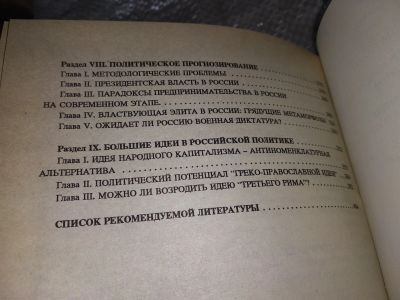 Раздел VIII. ПОЛИТИЧЕСКОЕ ПРОГНОЗИРОВАНИЕ
Глава I. МЕТОДОЛОГИЧЕСКИЕ ПРОБЛЕМЫ
Глава II. ПРЕЗИДЕНТСКАЯ ВЛАСТЬ В РОССИИ
Глава III. ПАРАДОКСЫ ПРЕДПРИНИМАТЕЛЬСТВА В РОССИИ
НА СОВРЕМЕННОМ ЭТАПЕ
Глава IV. ВЛАСТВУЮЩАЯ ЭЛИТА В РОССИИ: ГРЯДУЩИЕ МЕТАМОРФОЗЫ
Глава V. ОЖИДАЕТ ЛИ РОССИЮ ВОЕННАЯ ДИКТАТУРА?
Раздел IX. БОЛЬШИЕ ИДЕИ В РОССИЙСКОЙ ПОЛИТИКЕ
Глава I. ИДЕЯ НАРОДНОГО КАПИТАЛИЗМА – АНТИНОМЕНКЛАТУРНАЯ
АЛЬТЕРНАТИВА
Глава II. ПОЛИТИЧЕСКИЙ ПОТЕНЦИАЛ "ГРЕКО-ПРАВОСЛАВНОЙ ИДЕИ"
Глава III. МОЖНО ЛИ ВОЗРОДИТЬ ИДЕЮ "ТРЕТЬЕГО РИМА"?
СПИСОК РЕКОМЕНДУЕМОЙ ЛИТЕРАТУРЫ